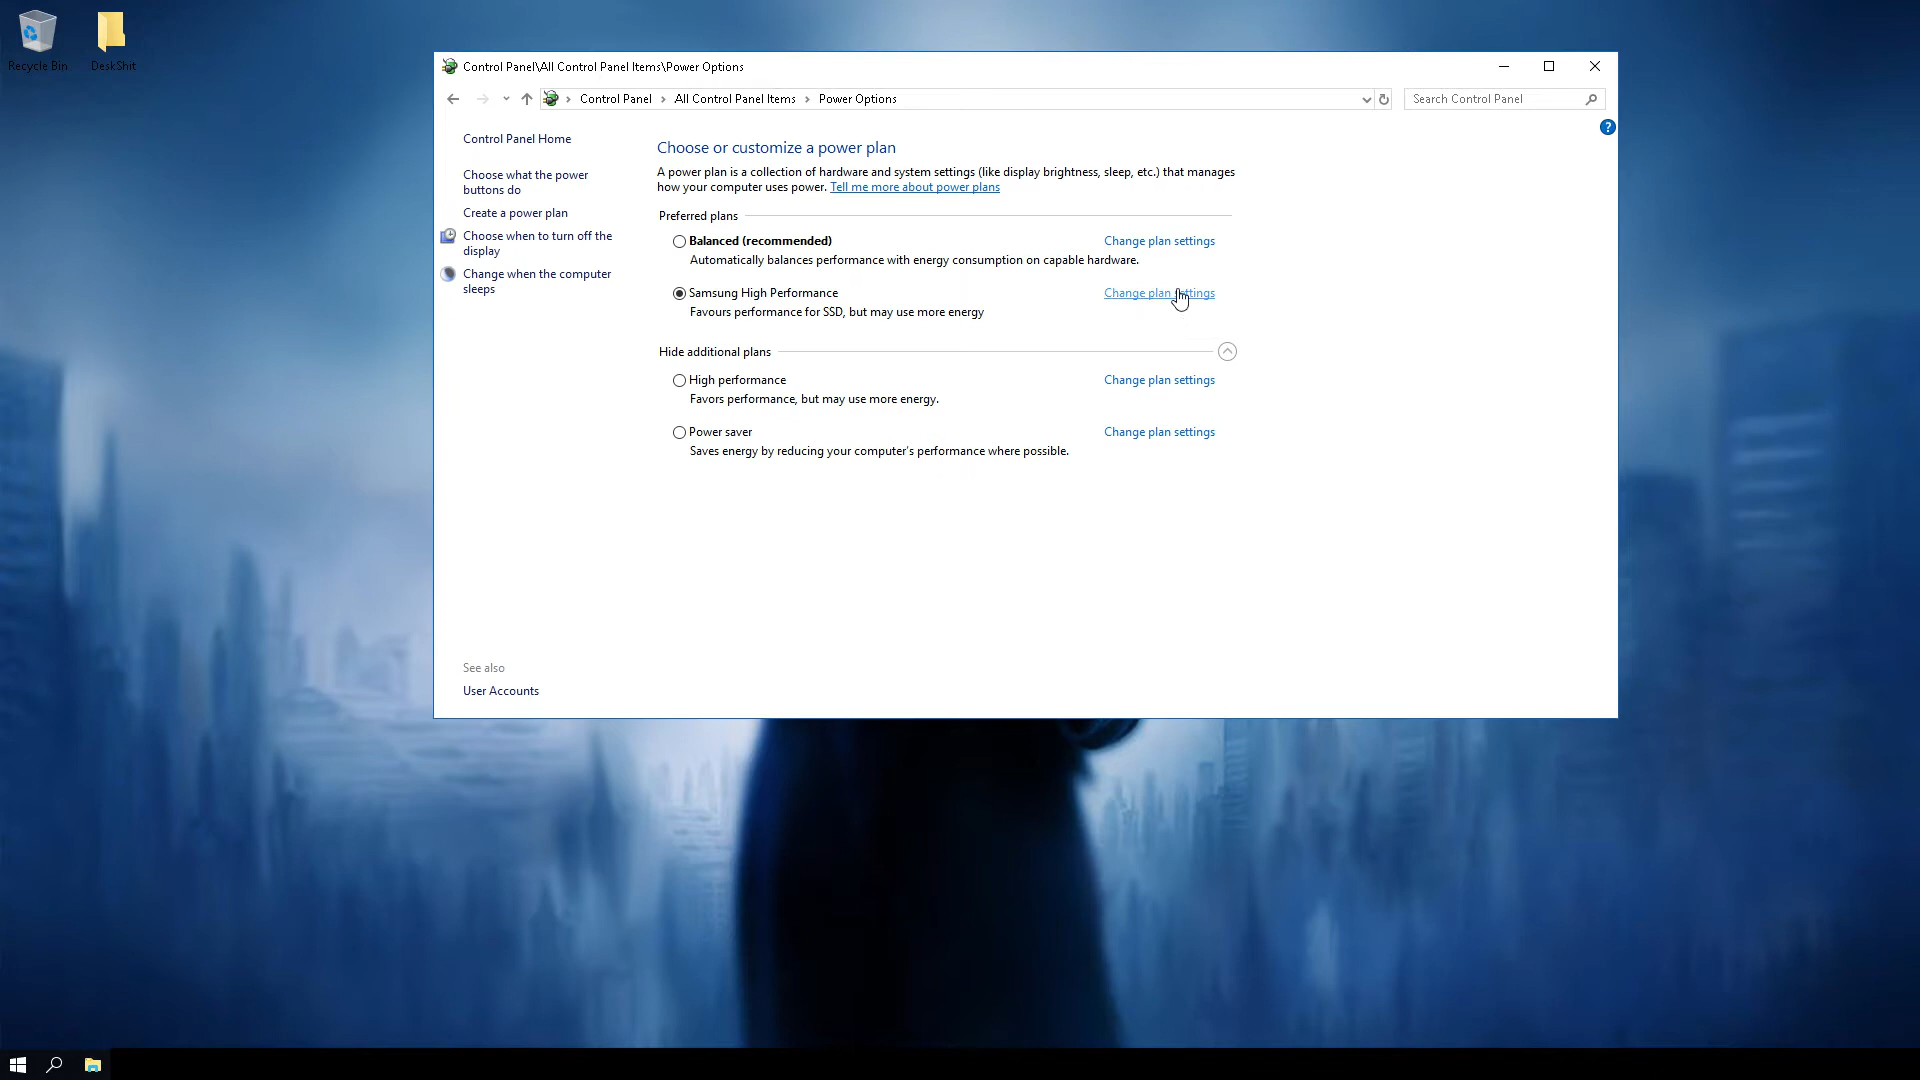 Recycle Bin
DeskShit
Control Panel\All Control Panel Items\Power Options
Control Panel
All Control Panel Items
Power Options
Search Control Panel
Control Panel Home
Choose what the power
buttons do
Create a power plan
Choose when to turn off the
display
Change when the computer
sleeps
Choose or customize a power plan
A power plan is a collection of hardware and system settings (like display brightness, sleep, etc.) that manages
how your computer uses power. Tell me more about power plans
Preferred plans
Balanced (recommended)
Change plan settings
Automatically balances performance with energy consumption on capable hardware.
Samsung High Performance
Change plan settings
Favours performance for SSD, but may use more energy
Hide additional plans
High performance
Change plan settings
Favors performance, but may use more energy.
Power saver
Change plan settings
Saves energy by reducing your computer's performance where possible.
See also
User Accounts